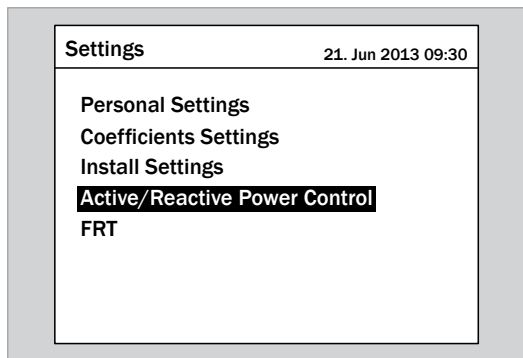 Settings 21. Jun 2013 09:30
Personal Settings
Coefficients Settings
Install Settings
Active/Reactive Power Control
FRT